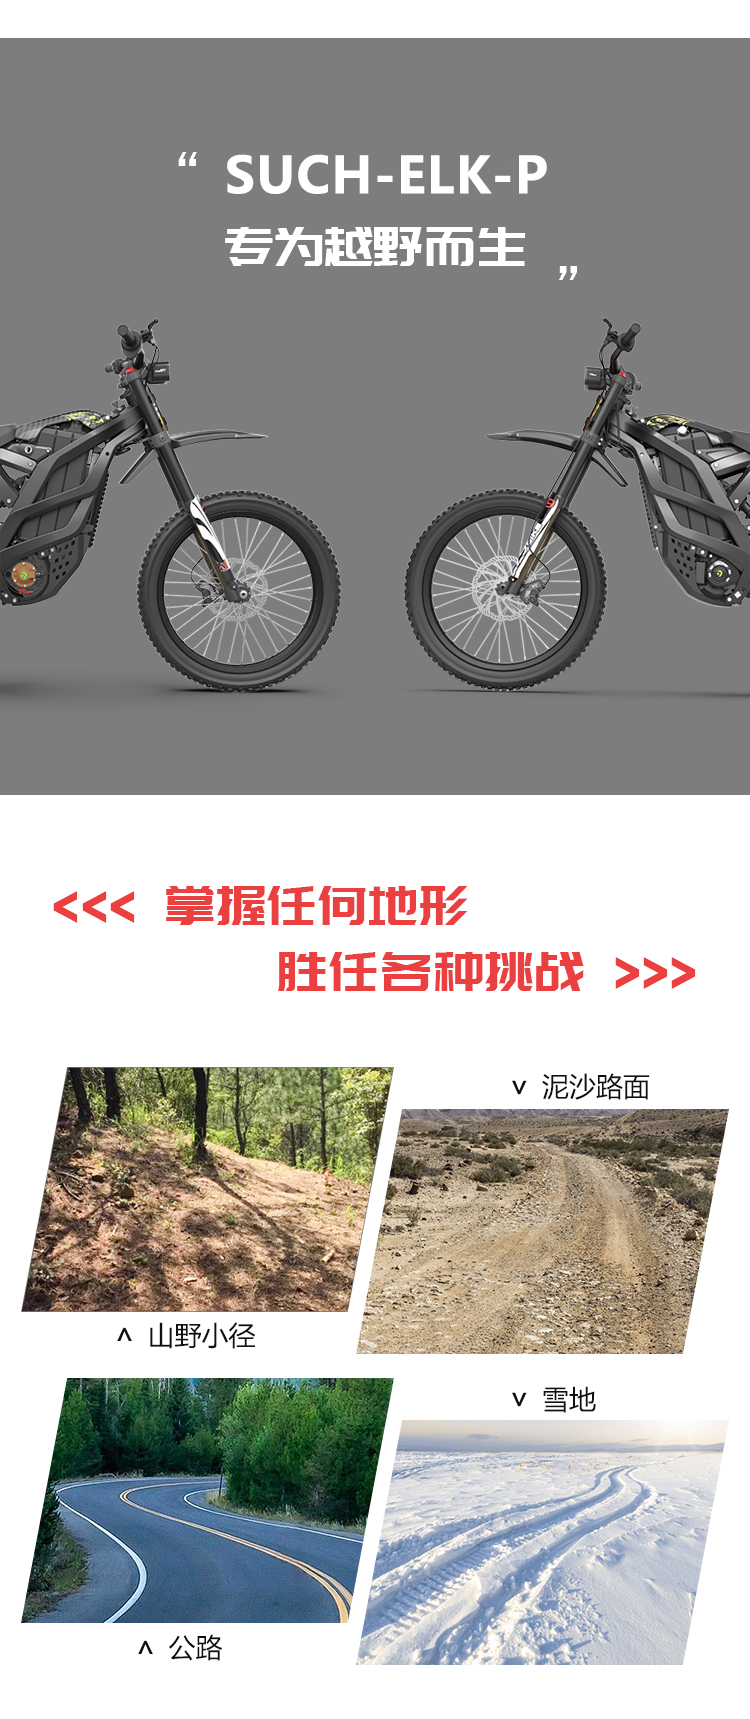 “ SUCH-ELK-P
专为越野而生 ”
<<< 掌握任何地形
胜任各种挑战 >>>
˅ 泥沙路面
˄ 山野小径
˅ 雪地
˄ 公路